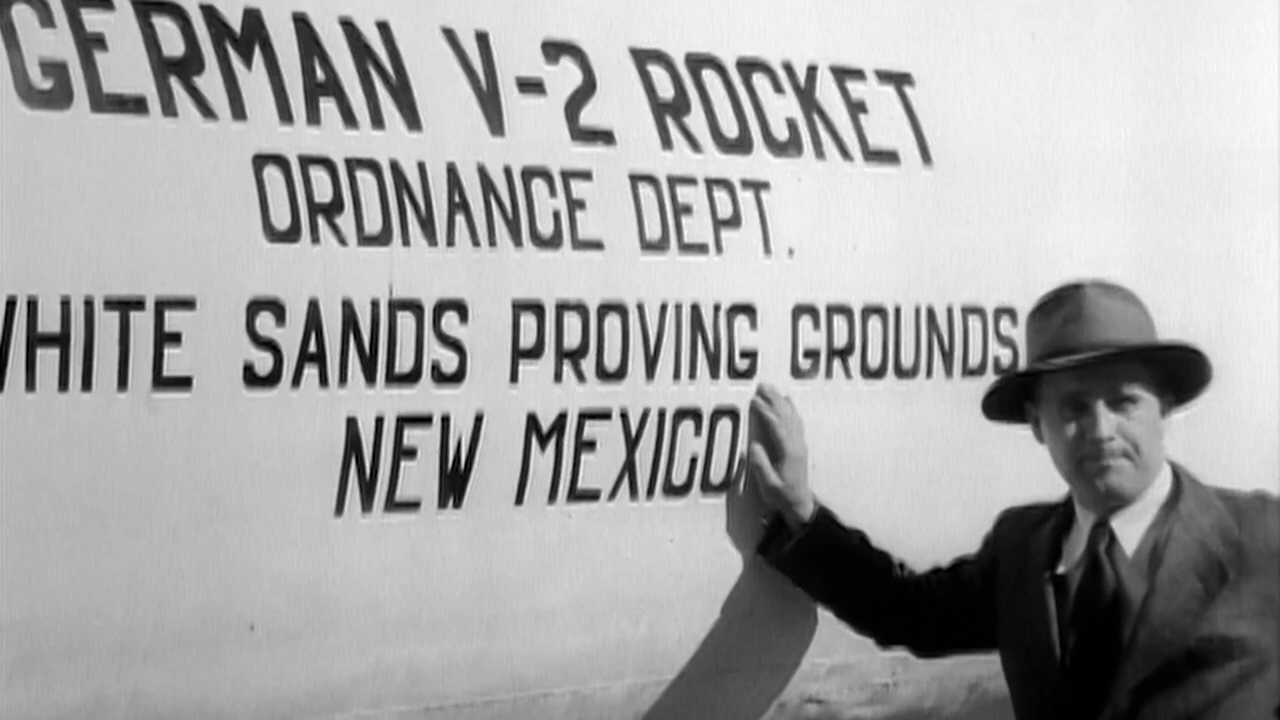 GERMAN V-2 ROCKET
ORDNANCE DEPT.
WHITE SANDS PROVING GROUNDS
NEW MEXICO